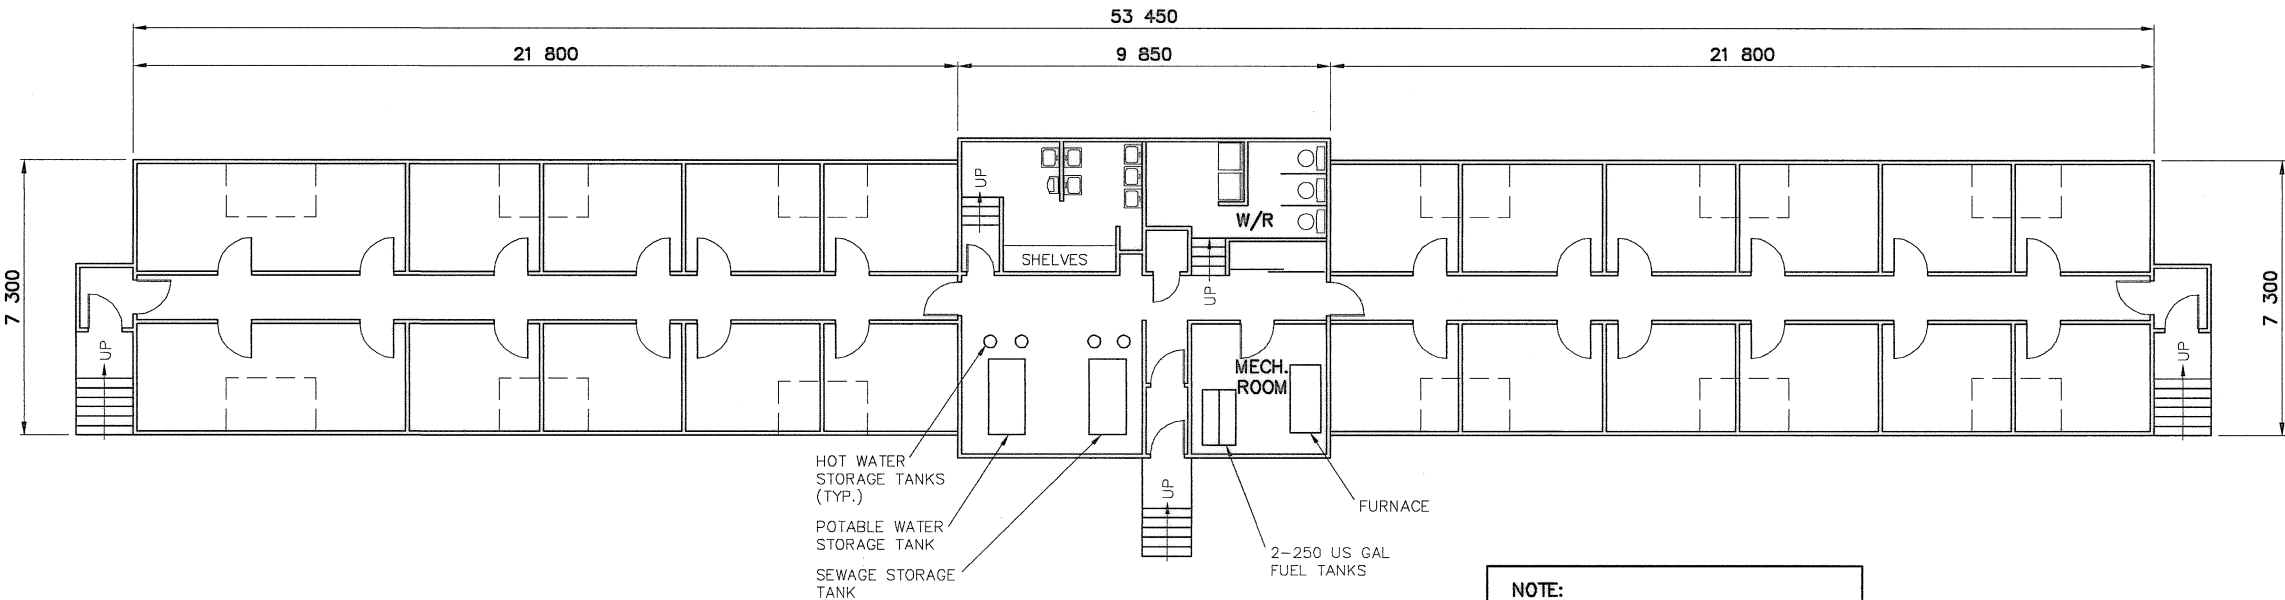 53 450
21 800
9 850
21 800
7 300
7 300
UP
W/R
SHELVES
UP
UP
UP
MECH.
ROOM
UP
UP
HOT WATER
STORAGE TANKS
(TYP.)
POTABLE WATER
STORAGE TANK
SEWAGE STORAGE
TANK
FURNACE
2-250 US GAL
FUEL TANKS
NOTE: